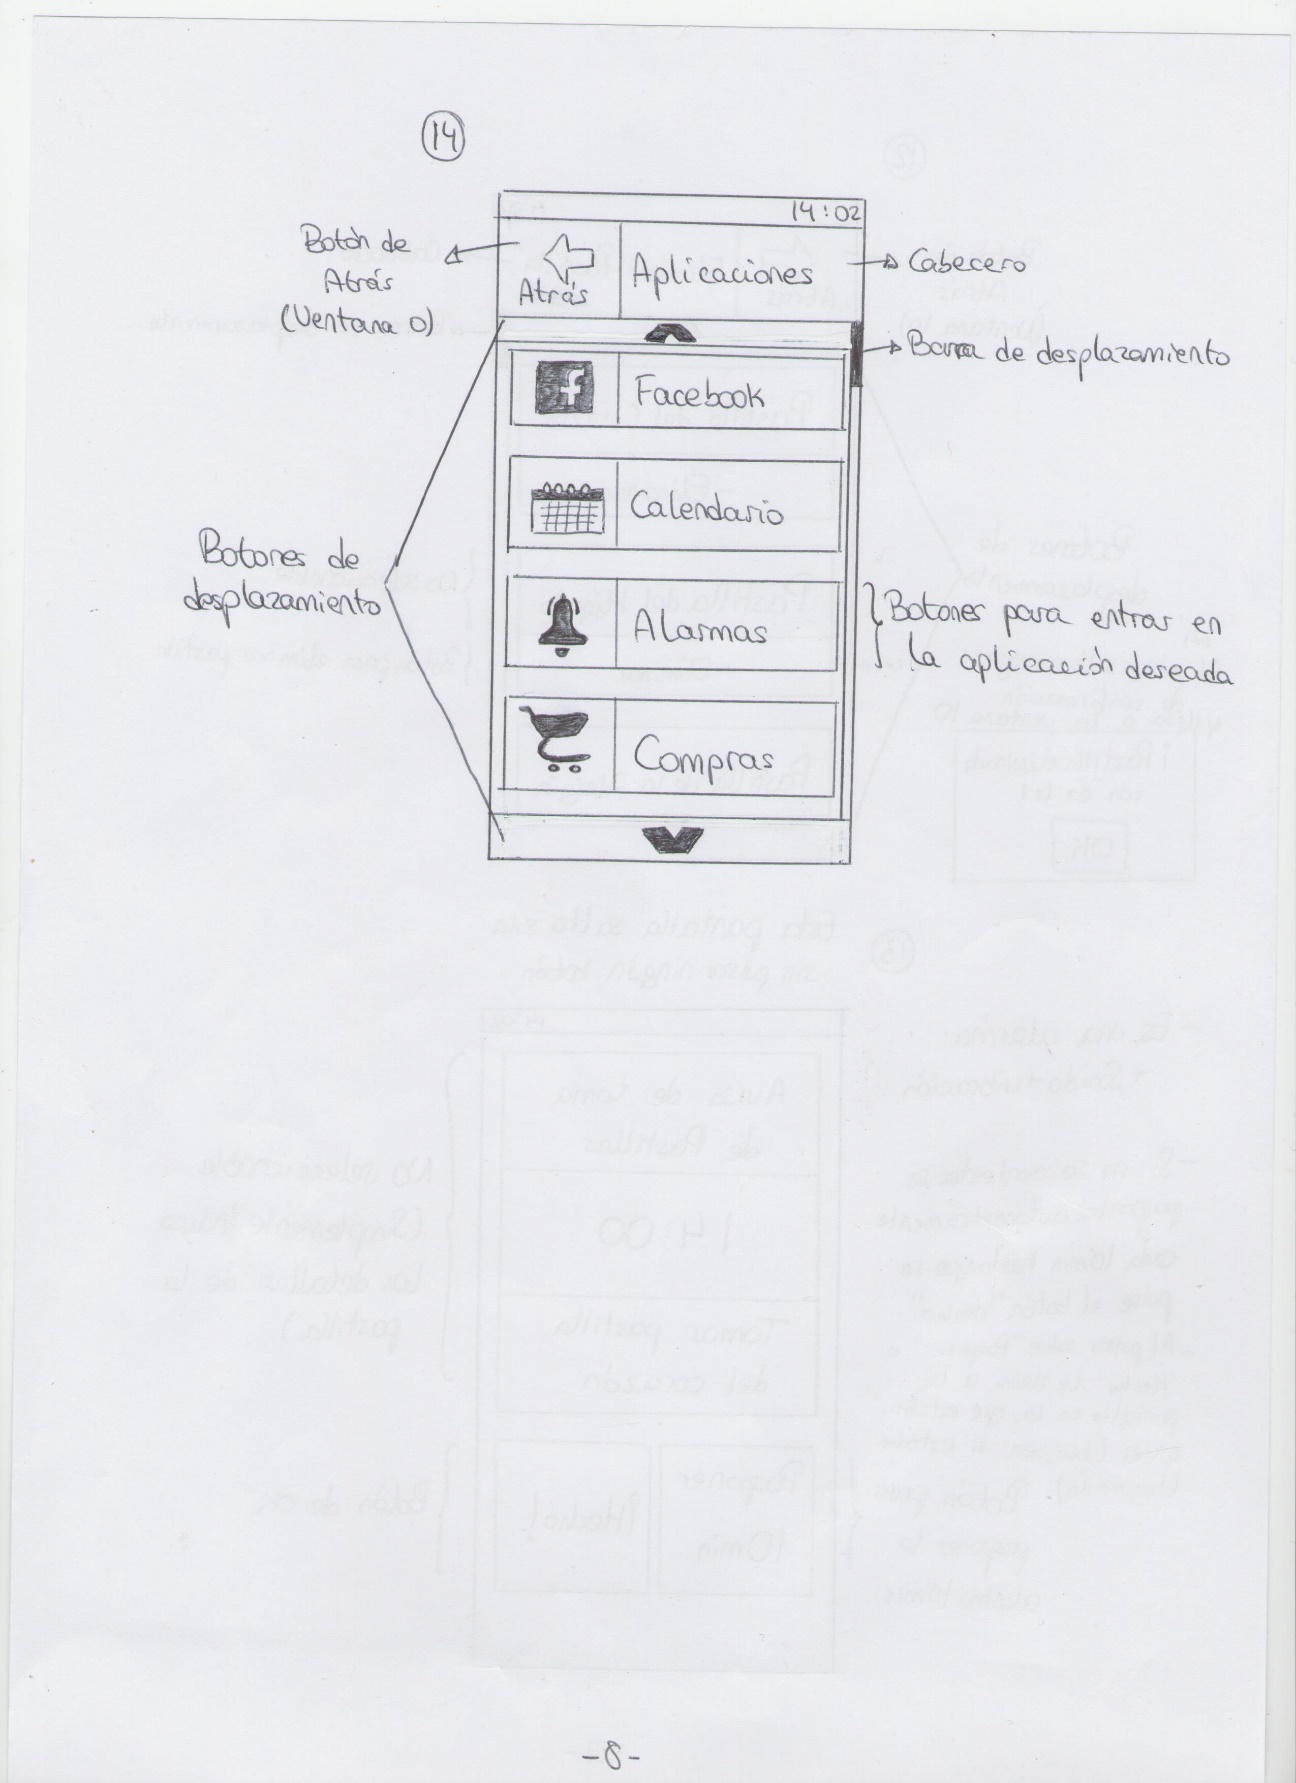 14
14:02
Botón de
Atrás
(Ventana 0)
Atrás
Aplicaciones
Cabecero
Barra de desplazamiento
f
Facebook
Calendario
Botones de
desplazamiento
Alarmas
Botones para entrar en
la aplicación deseada
Compras
-8-